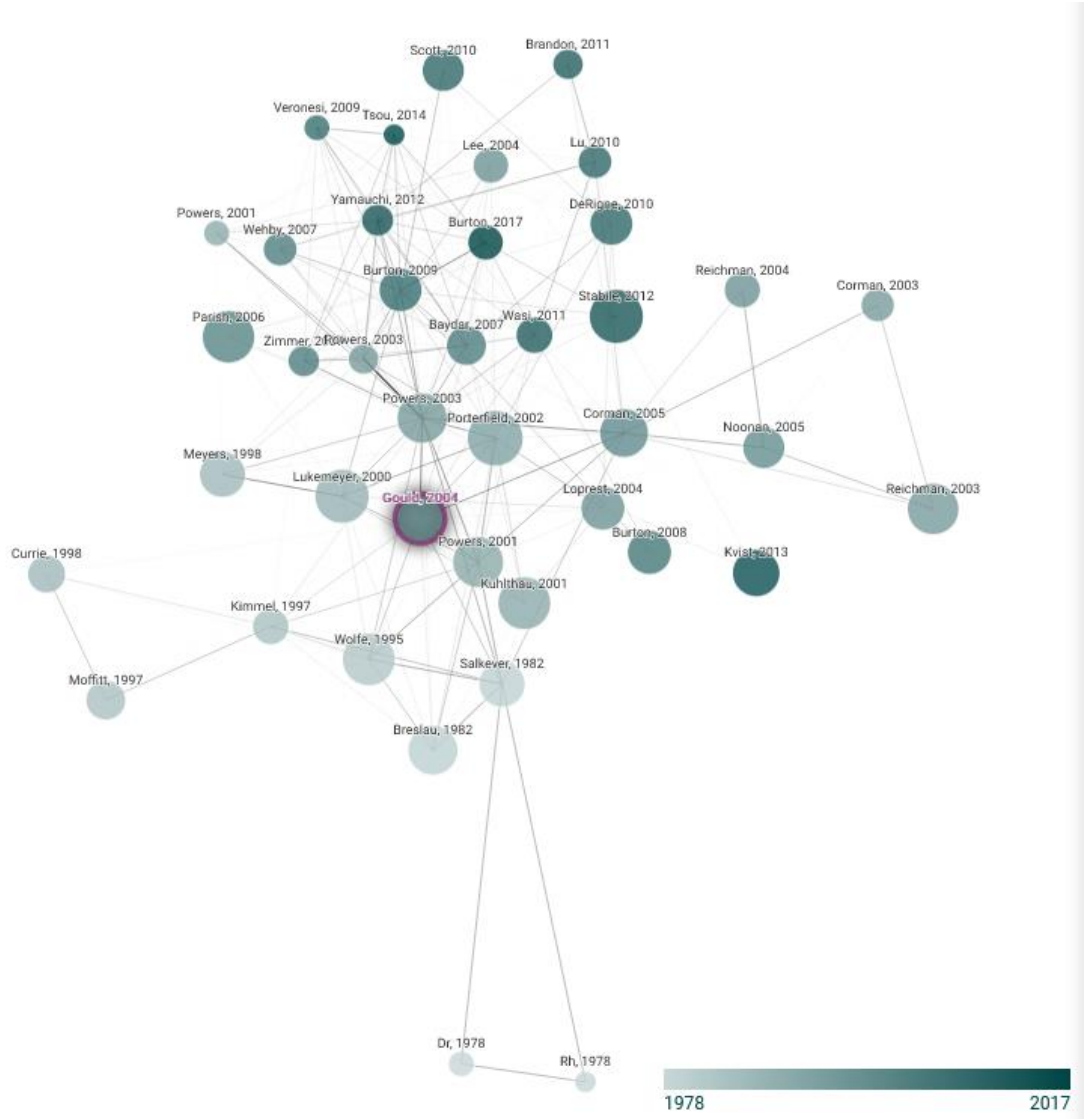 Scott, 2010
Brandon, 2011
Veronesi, 2009
Tsou, 2014
Lee, 2004
Lu, 2010
Yamauchi, 2012
Powers, 2001
Wehby, 2007
Burton, 2017
DeRigne, 2010
Burton, 2009
Reichman, 2004
Corman, 2003
Stabile, 2012
Parish, 2006
Zimmer,
Powers, 2003
Baydar, 2007
Wasi, 2011
Powers, 2003
Porterfield, 2002
Corman, 2005
Noonan, 2005
Meyers, 1998
Lukemeyer, 2000
Gould, 2004
Loprest, 2004
Reichman, 2003
Burton, 2008
Powers, 2001
Kvist, 2013
Currie, 1998
Kuhlthau, 2001
Kimmel, 1997
Wolfe, 1995
Salkever, 1982
Moffitt, 1997
Breslau, 1982
Dr, 1978
Rh, 1978
1978
2017